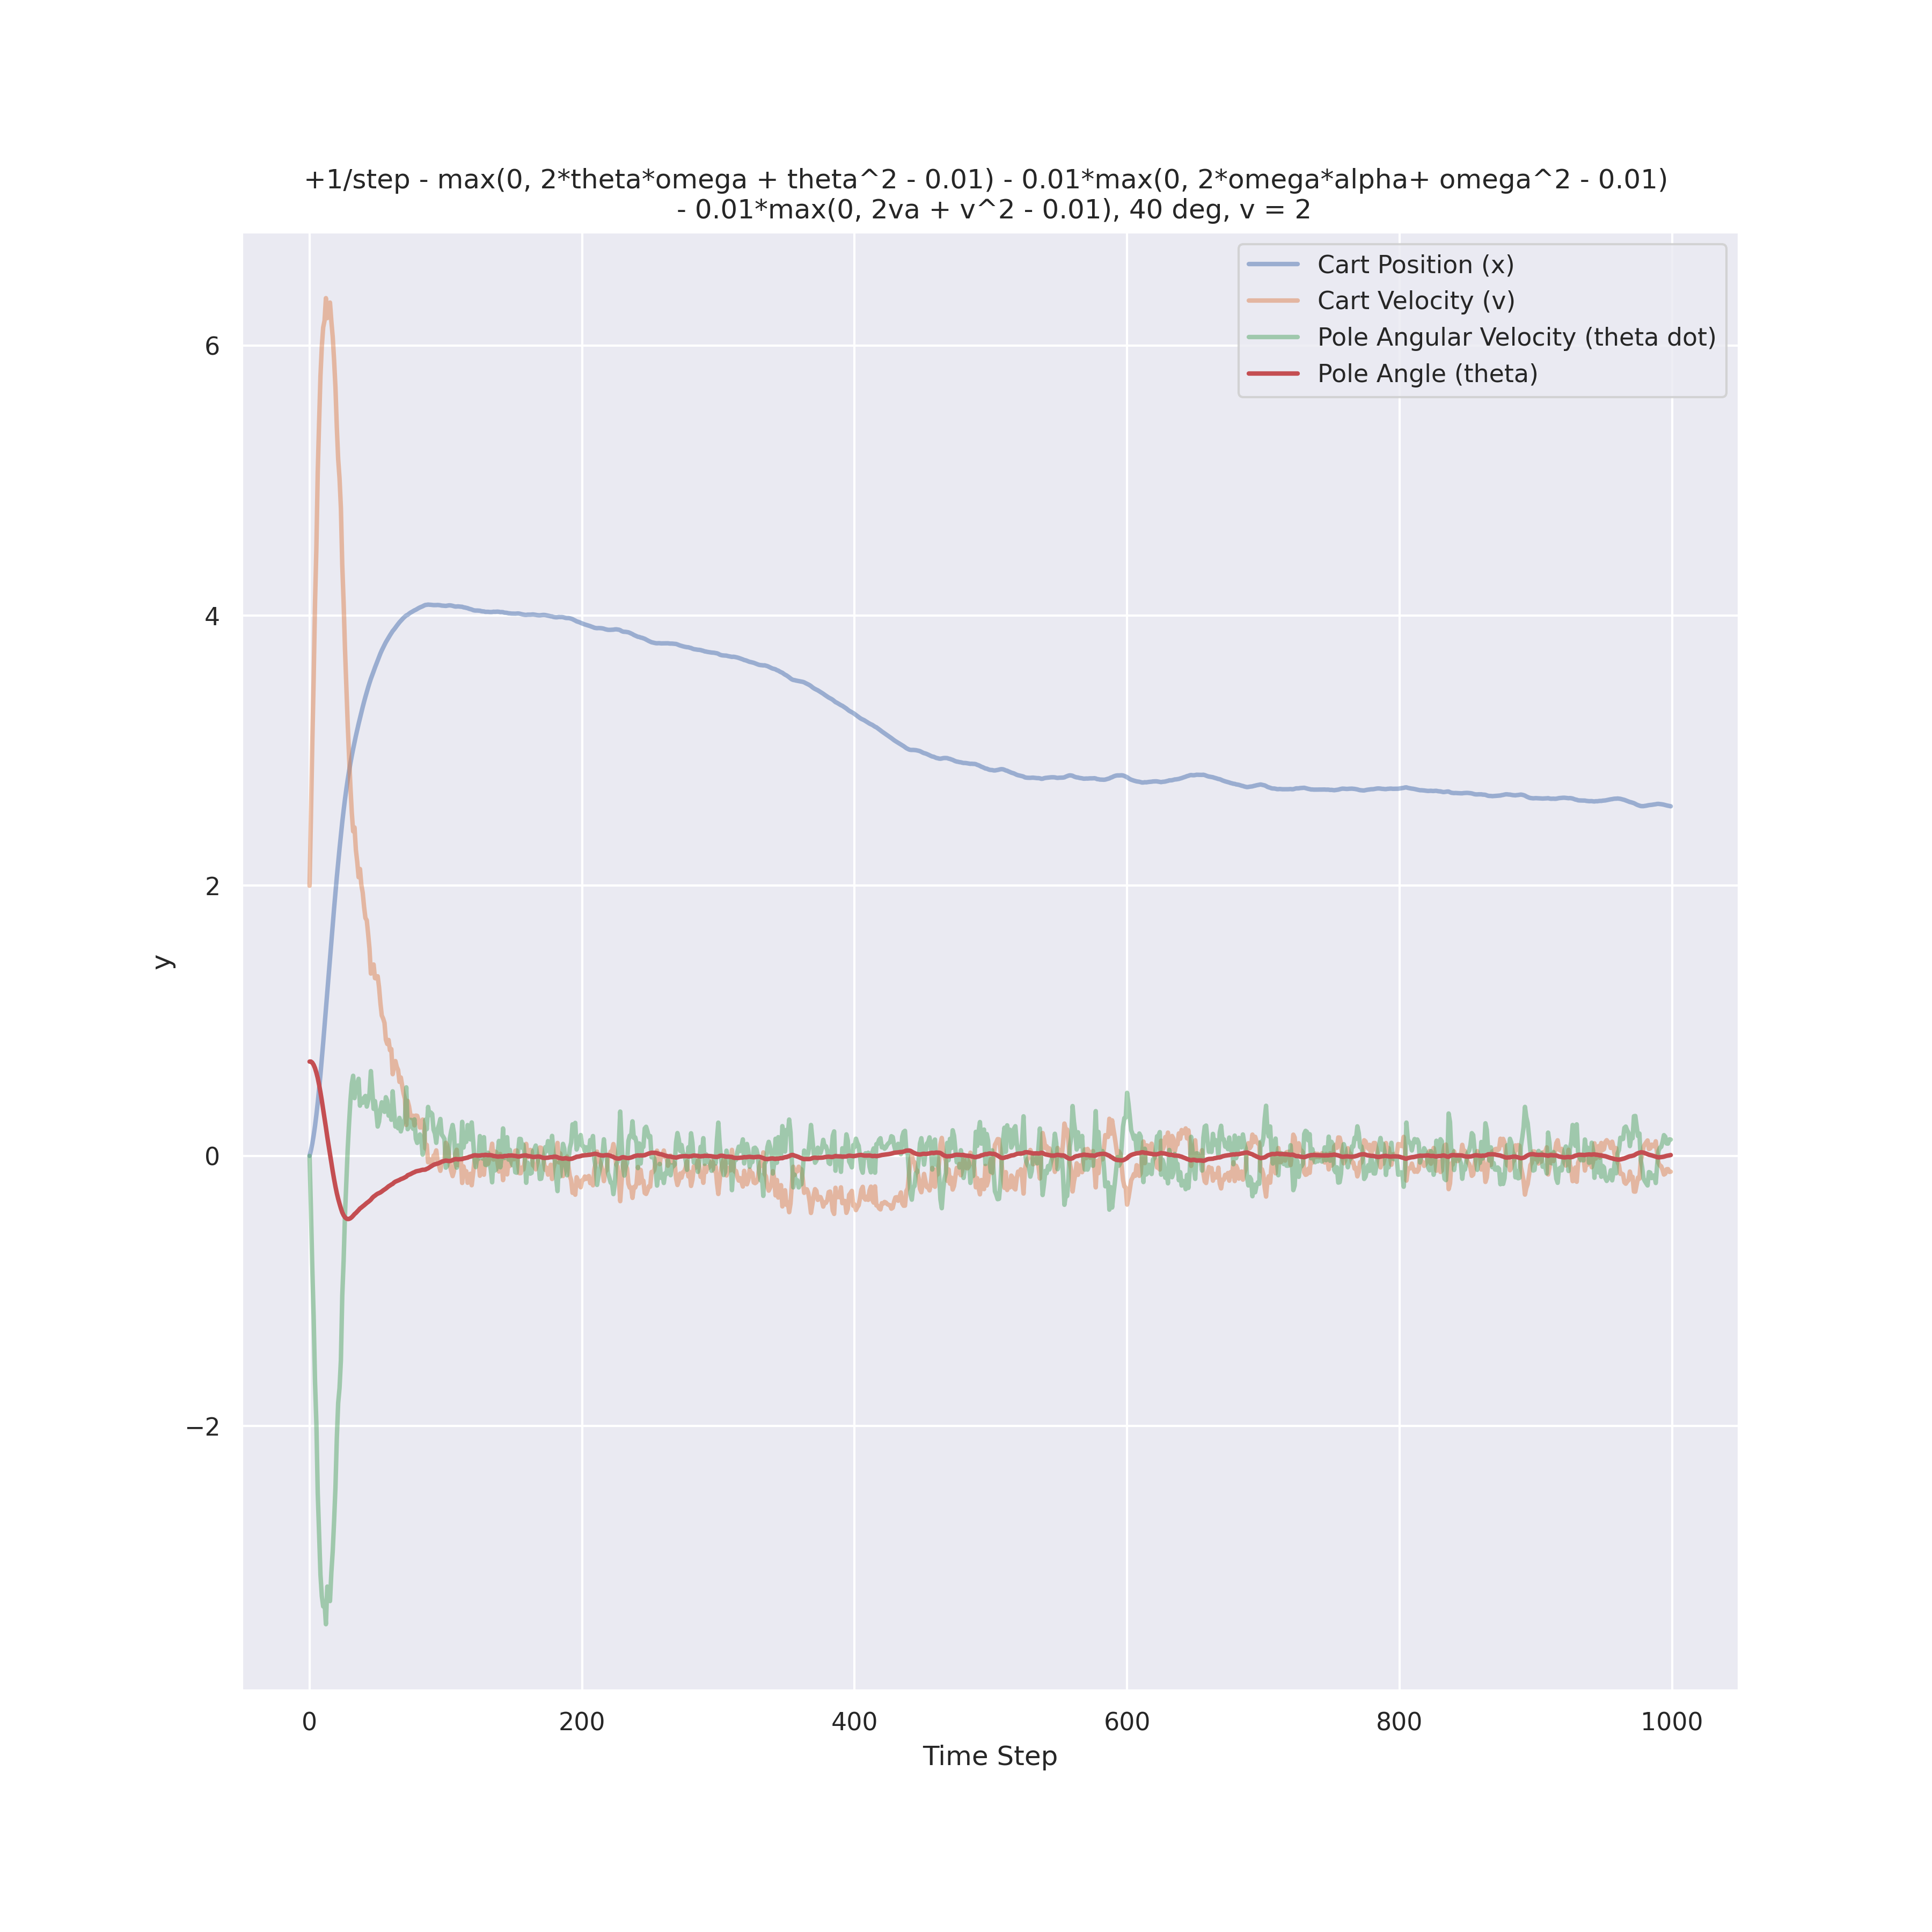 +1/step - max(0, 2*theta*omega + theta^2 - 0.01) - 0.01*max(0, 2*omega*alpha+ omega^2 - 0.01)
- 0.01*max(0, 2va + v^2 - 0.01), 40 deg, v = 2
Cart Position (x)
Cart Velocity (v)
Pole Angular Velocity (theta dot)
Pole Angle (theta)
6
4
2
0
−2
y
0 200 400 600 800 1000
Time Step